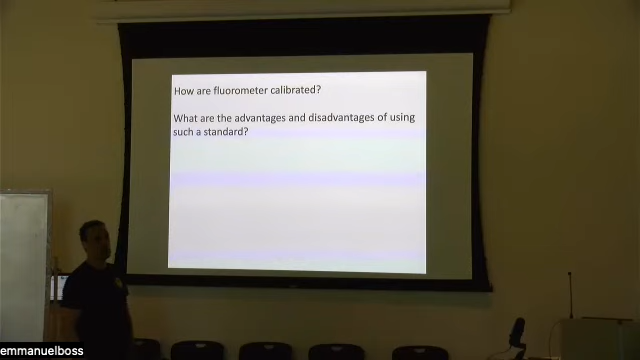 How are fluorometer calibrated?
What are the advantages and disadvantages of using
such a standard?
emmanuelboss